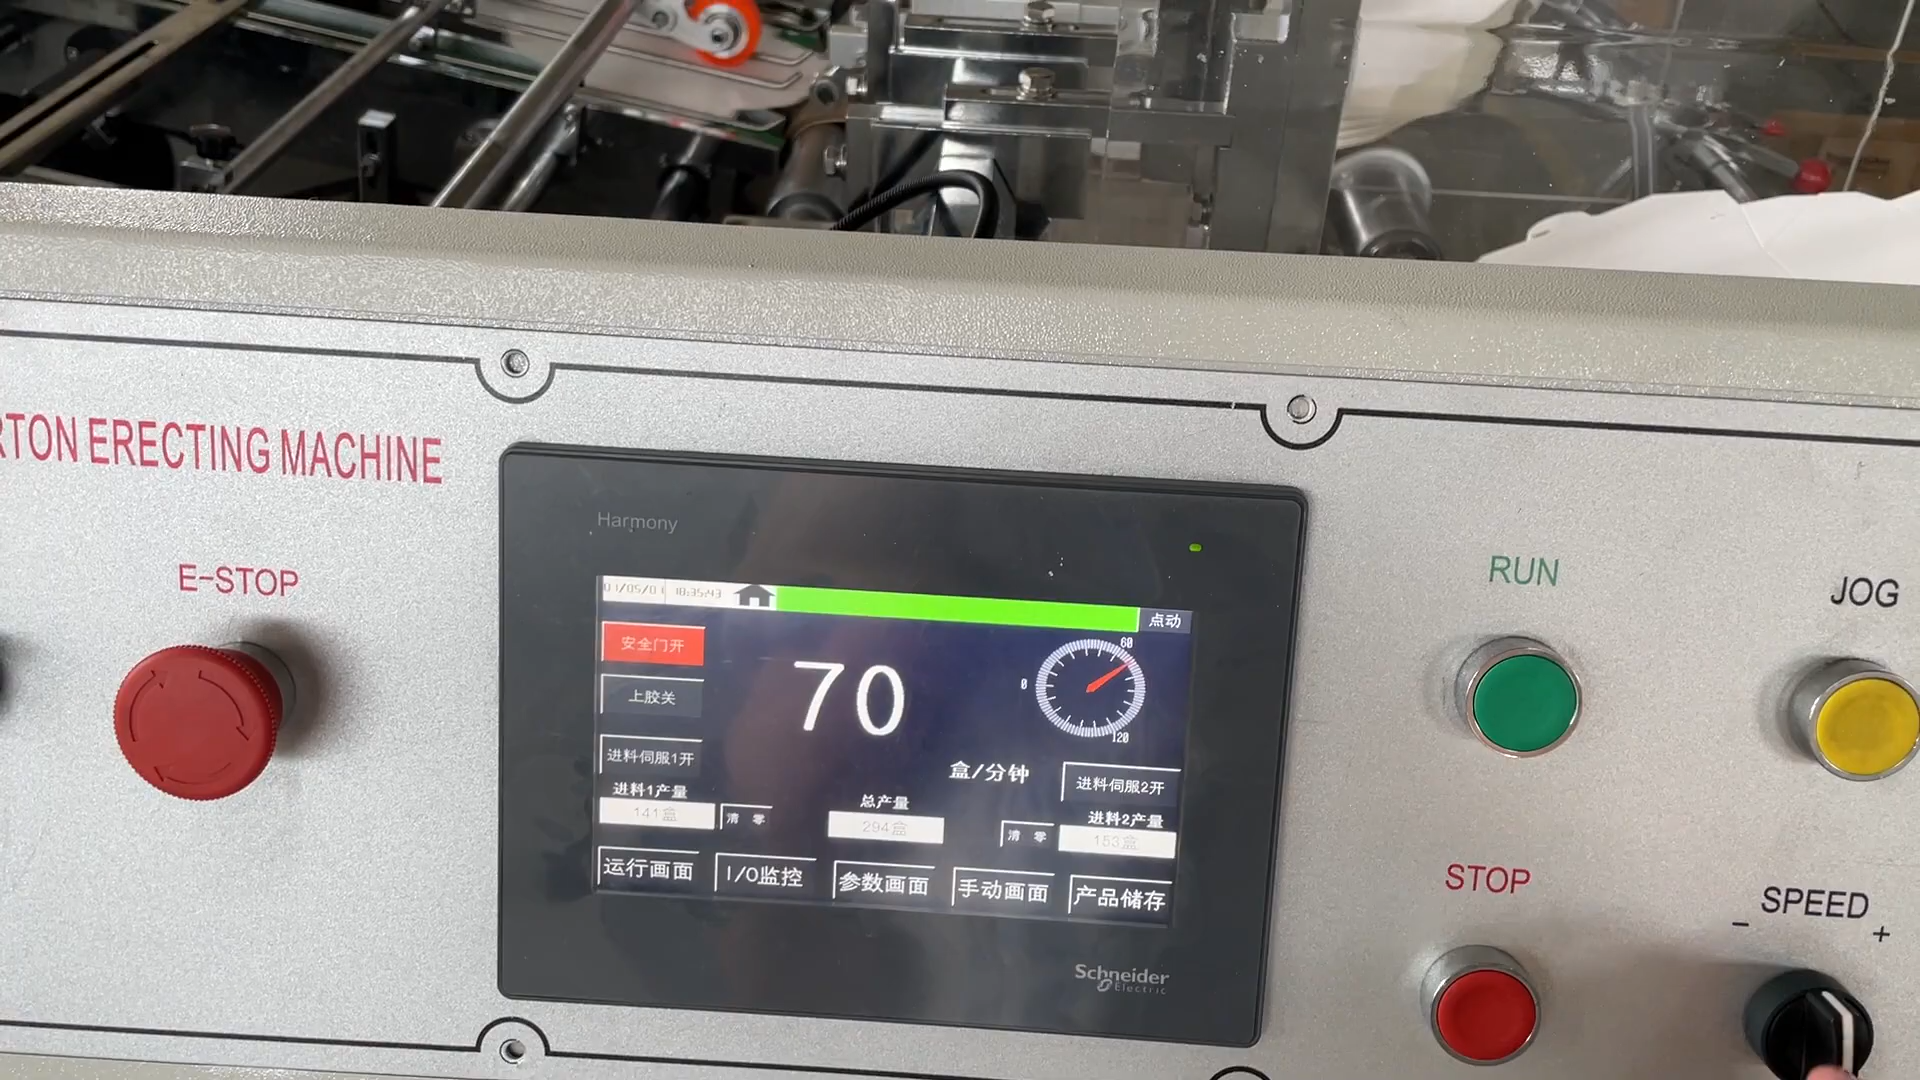 RTON ERECTING MACHINE
E-STOP
Harmony
18:35:43
点动
安全门开
上胶关
进料伺服1开
70
60
0
120
盒/分钟
进料伺服2开
进料1产量
141盒
清 零
总产量
294盒
清 零
进料2产量
153盒
运行画面
I/O监控
参数画面
手动画面
产品储存
Schneider
Electric
RUN
JOG
STOP
SPEED
- +